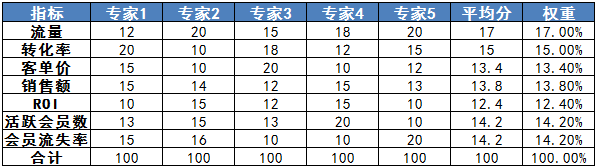 指标 专家1 专家2 专家3 专家4 专家5 平均分 权重
流量 12 20 15 18 20 17 17.00%
转化率 20 10 18 12 15 15 15.00%
客单价 15 10 20 10 12 13.4 13.40%
销售额 15 14 12 15 13 13.8 13.80%
ROI 10 15 12 15 10 12.4 12.40%
活跃会员数 13 15 13 20 10 14.2 14.20%
会员流失率 15 16 10 10 20 14.2 14.20%
合计 100 100 100 100 100 100 100.00%